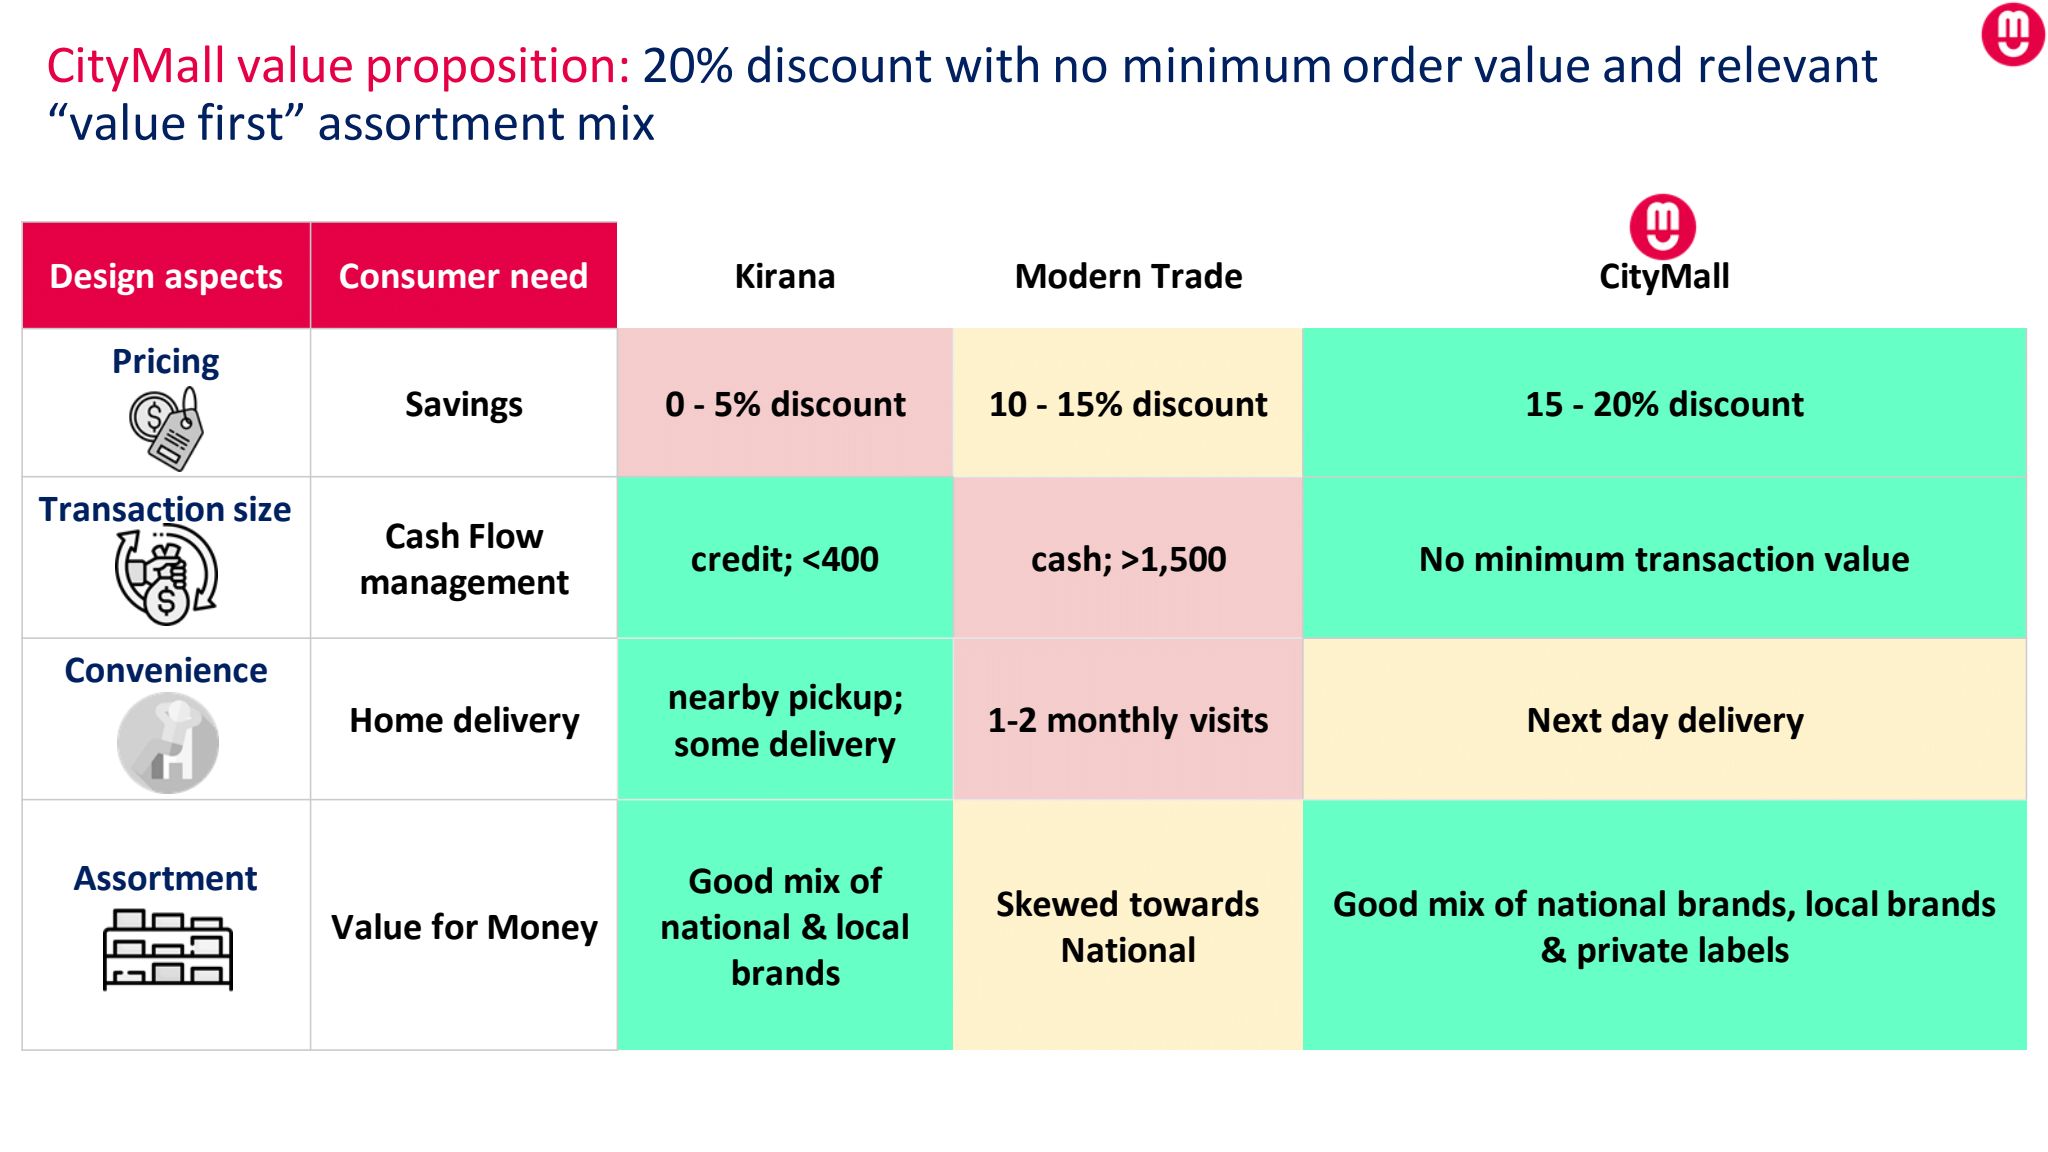 CityMall value proposition: 20% discount with no minimum order value and relevant
“value first” assortment mix
Design aspects
Consumer need
Kirana
Modern Trade
CityMall
Pricing
Savings
0 - 5% discount
10 - 15% discount
15 - 20% discount
Transaction size
Cash Flow
management
credit; <400
cash; >1,500
No minimum transaction value
Convenience
Home delivery
nearby pickup;
some delivery
1-2 monthly visits
Next day delivery
Assortment
Value for Money
Good mix of
national & local
brands
Skewed towards
National
Good mix of national brands, local brands
& private labels